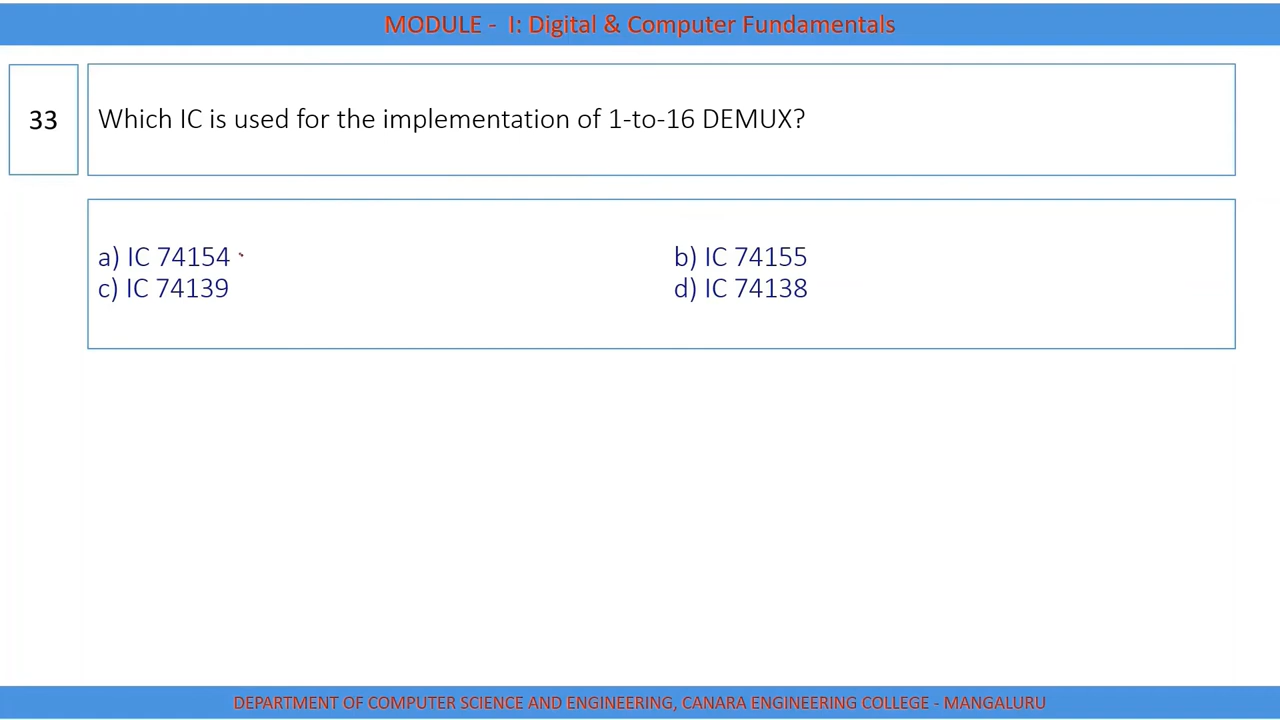 MODULE - I: Digital & Computer Fundamentals
33
Which IC is used for the implementation of 1-to-16 DEMUX?
a) IC 74154
b) IC 74155
c) IC 74139
d) IC 74138
DEPARTMENT OF COMPUTER SCIENCE AND ENGINEERING, CANARA ENGINEERING COLLEGE - MANGALURU